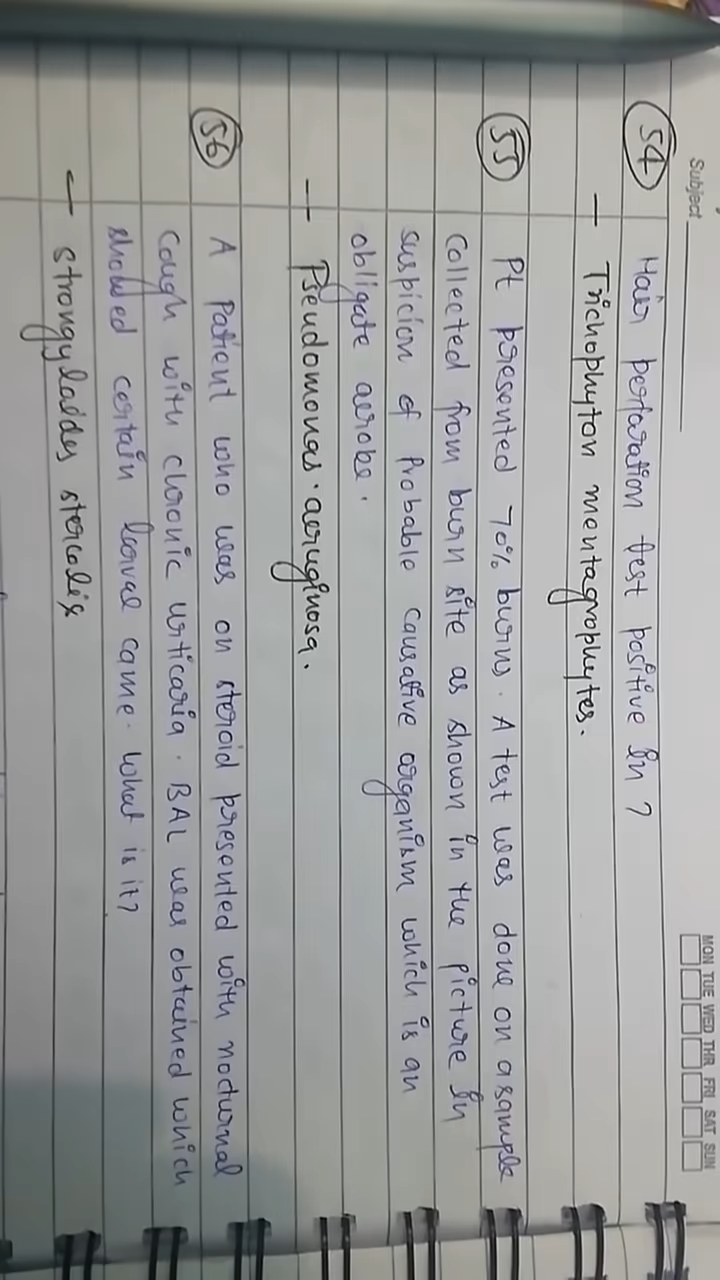 Subject
MON TUE WED THR FRI SAT SUN
54 Hair perforation test positive in ?
— Trichophyton mentagrophytes.
55 Pt presented 70% burns. A test was done on a sample
collected from burn site as shown in the picture in
suspicion of Probable causative organism which is an
obligate aerobe.
— Pseudomonas. aeruginosa.
56 A Patient who was on steroid presented with nocturnal
cough with chronic urticaria. BAL was obtained which
showed certain larvel came. what is it?
— strongyloides stercolix